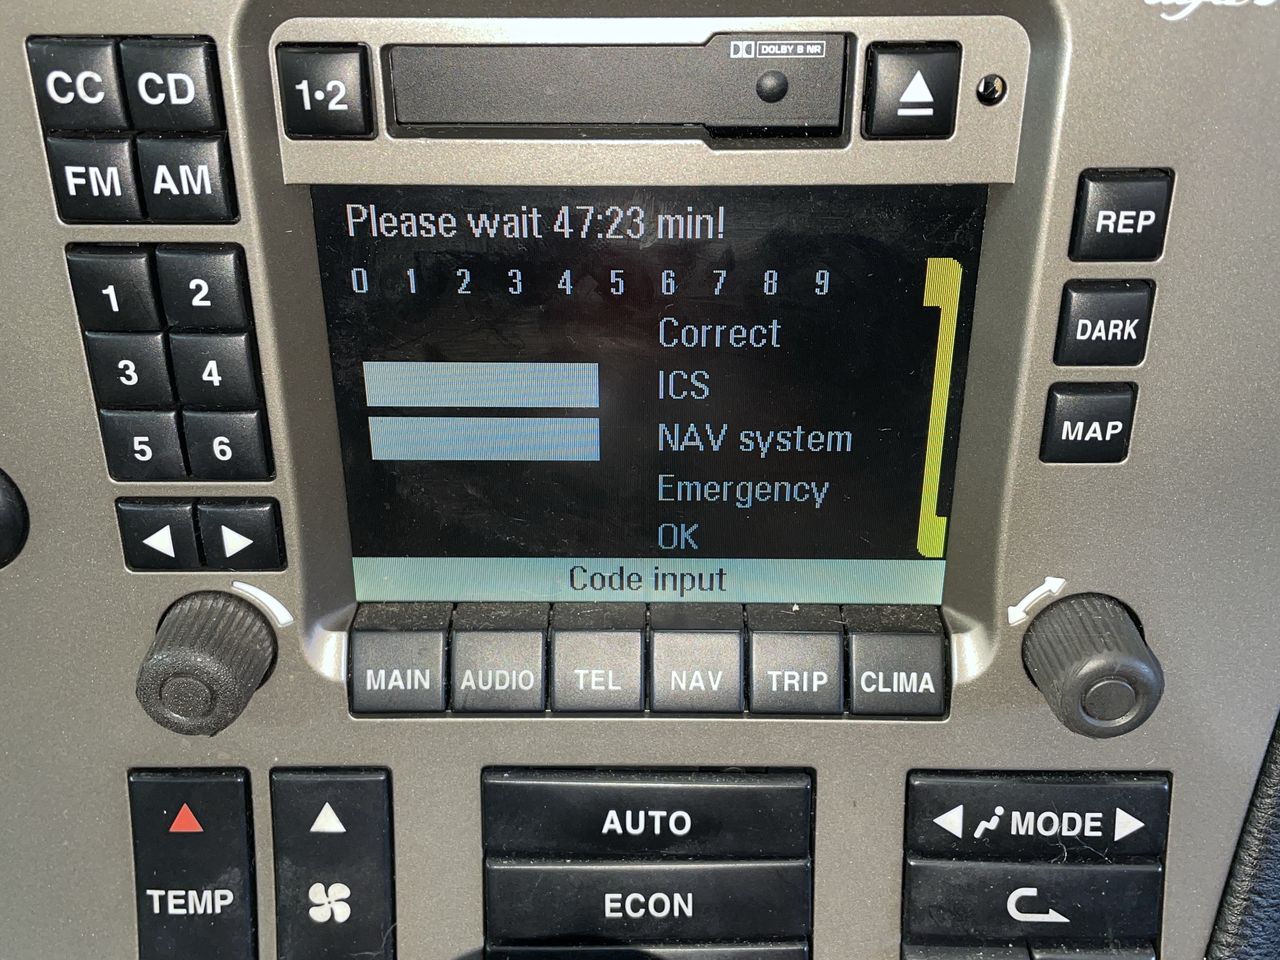 CC CD
FM AM
1•2
DOLBY B NR
REP
DARK
MAP
1 2
3 4
5 6
Please wait 47:23 min!
0 1 2 3 4 5 6 7 8 9
Correct
ICS
NAV system
Emergency
OK
Code input
MAIN AUDIO TEL NAV TRIP CLIMA
TEMP
AUTO
ECON
MODE